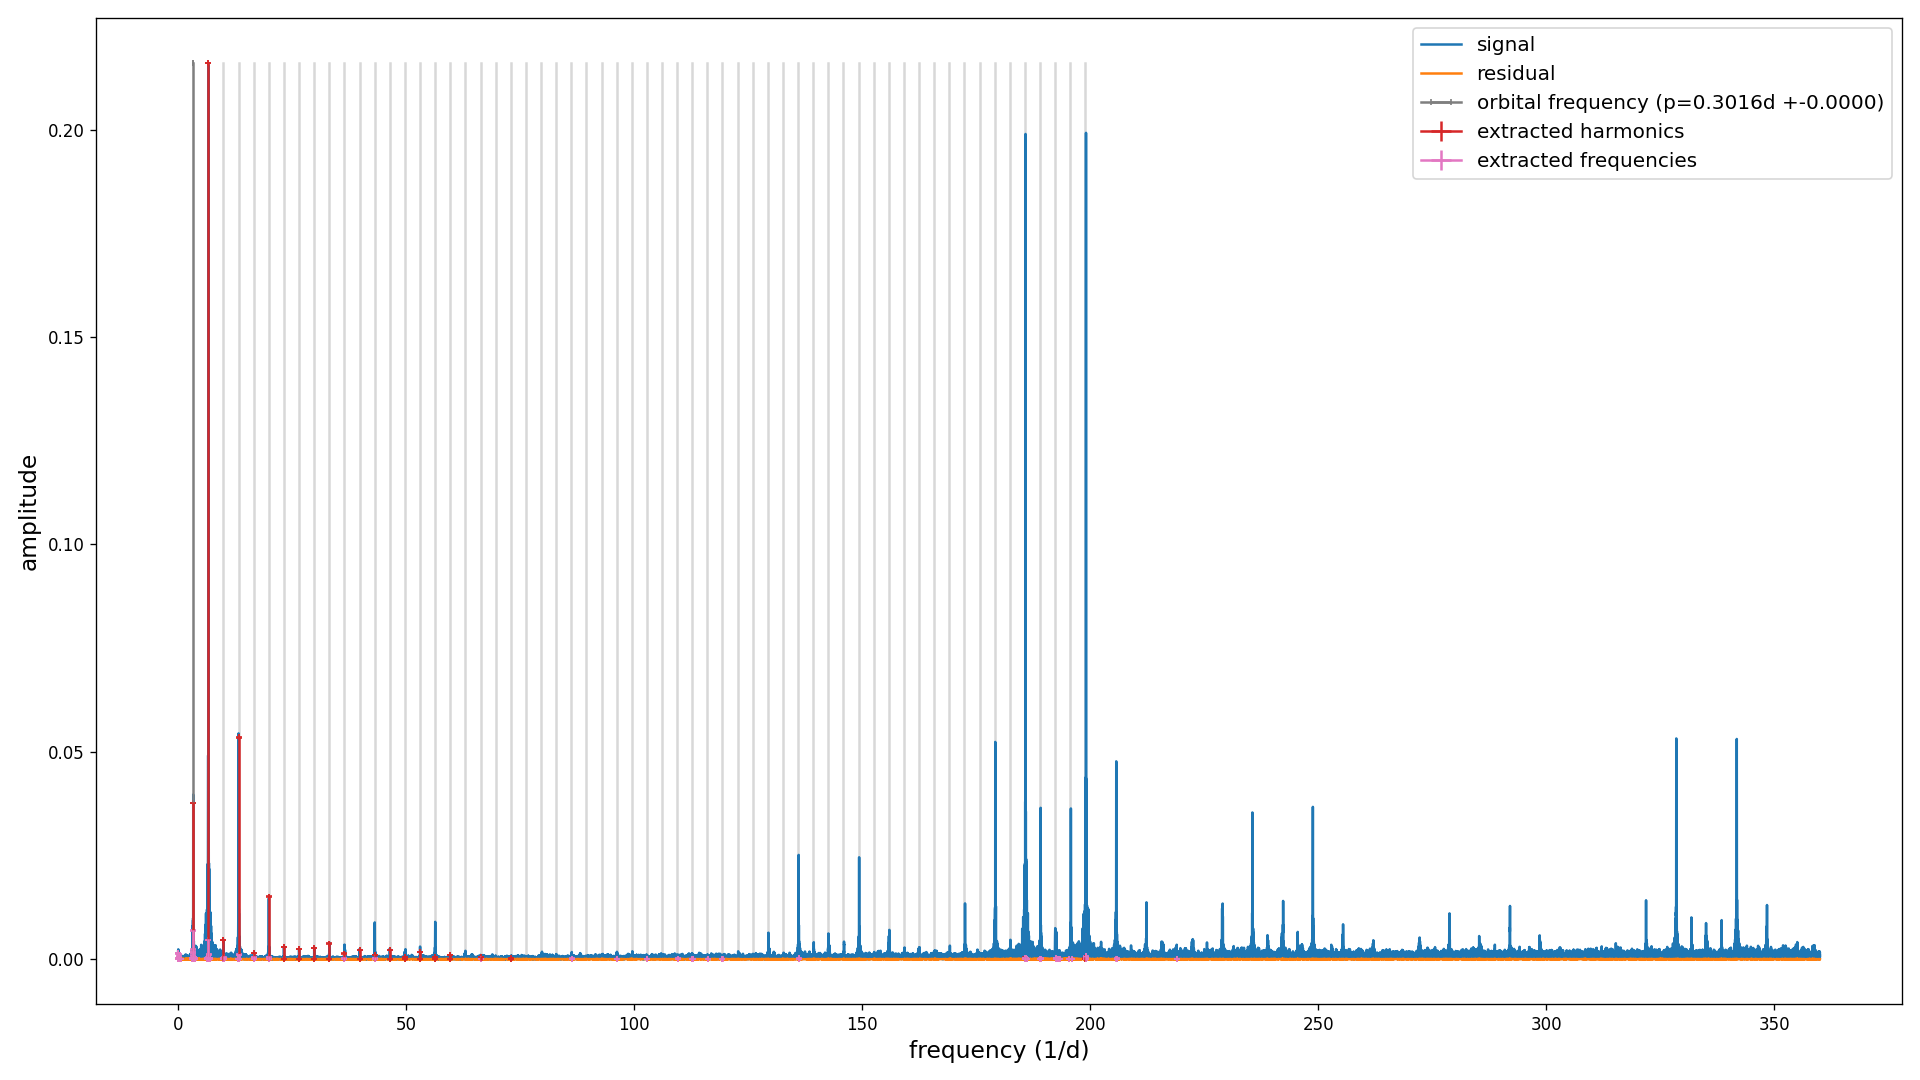 signal
residual
orbital frequency (p=0.3016d +-0.0000)
extracted harmonics
extracted frequencies
0.20
0.15
0.10
0.05
0.00
amplitude
0 50 100 150 200 250 300 350
frequency (1/d)